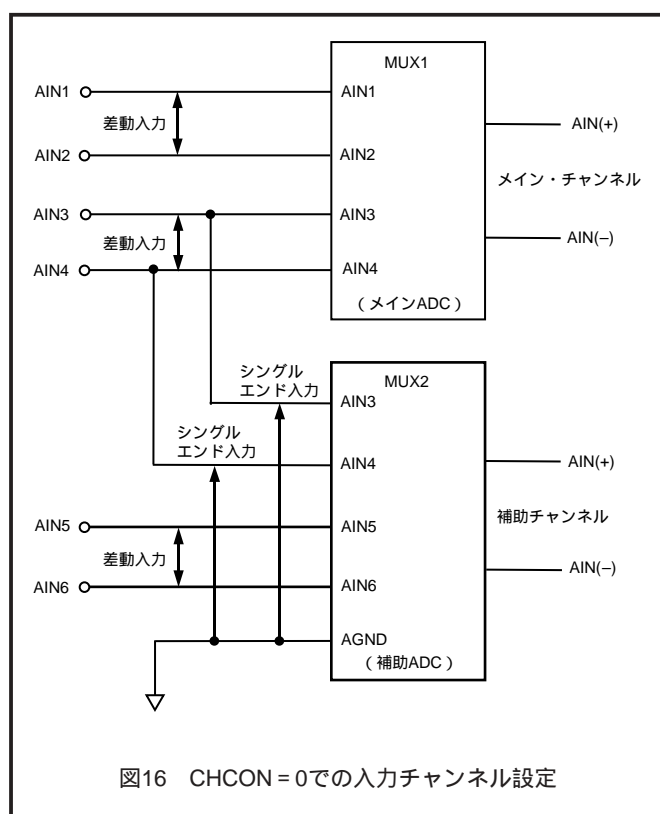 MUX1
AIN1
AIN1
AIN(+)
差動入力
AIN2
AIN2
メイン・チャンネル
AIN3
AIN3
差動入力
AIN(–)
AIN4
AIN4
（メインADC）
シングル
エンド入力
MUX2
AIN3
シングル
エンド入力
AIN4
AIN(+)
AIN5
AIN5
補助チャンネル
差動入力
AIN(–)
AIN6
AIN6
AGND
（補助ADC）
図16　CHCON = 0での入力チャンネル設定